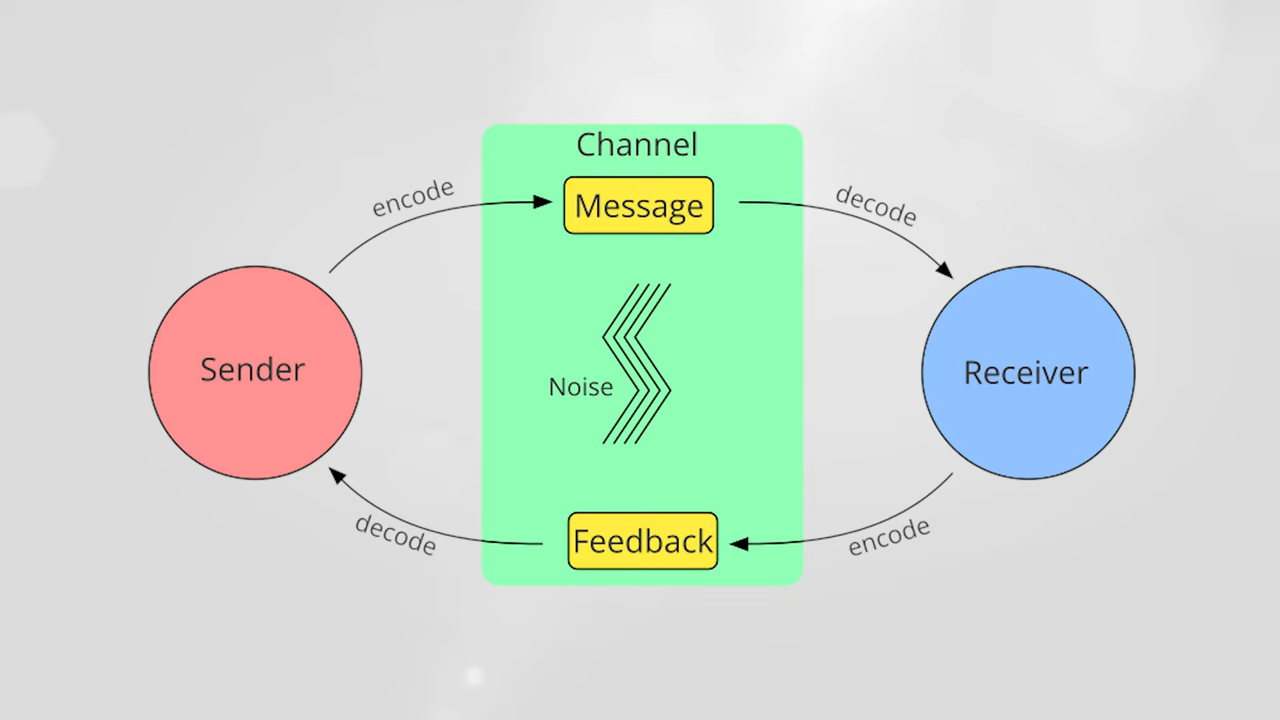 Channel
encode
Message
decode
Sender
Noise
Receiver
decode
Feedback
encode